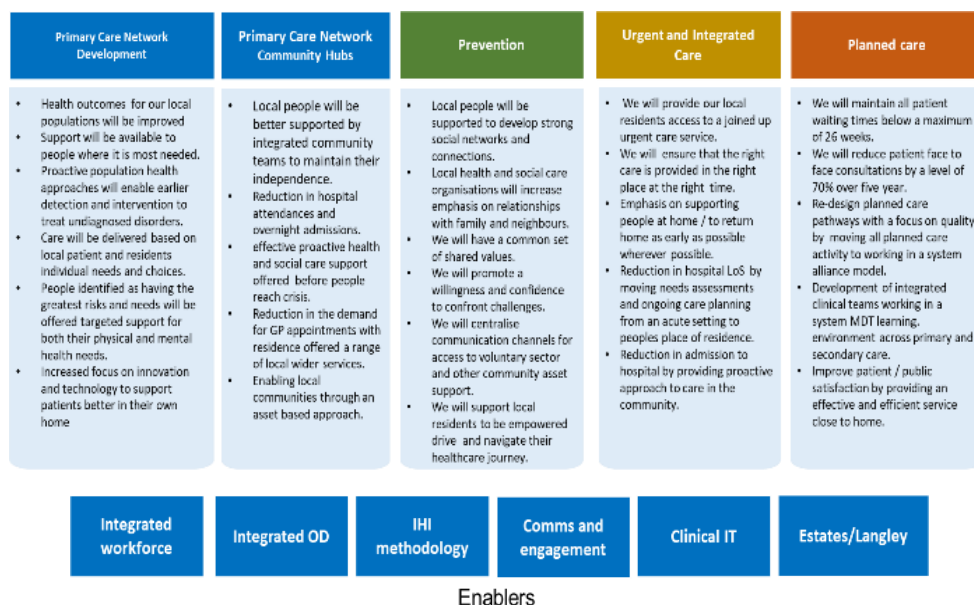 Primary Care Network
Development
• Health outcomes for our local
populations will be improved
• Support will be available to
people where it is most needed.
• Proactive population health
approaches will enable earlier
detection and intervention to
treat undiagnosed disorders.
• Care will be delivered based on
local patient and residents
individual needs and choices.
• People identified as having the
greatest risks and needs will be
offered targeted support for
both their physical and mental
health needs.
• Increased focus on innovation
and technology to support
patients better in their own
home
Primary Care Network
Community Hubs
• Local people will be
better supported by
integrated community
teams to maintain their
independence.
• Reduction in hospital
attendances and
overnight admissions.
• effective proactive health
and social care support
offered before people
reach crisis.
• Reduction in the demand
for GP appointments with
residence offered a range
of local wider services.
• Enabling local
communities through an
asset based approach.
Prevention
• Local people will be
supported to develop strong
social networks and
connections.
• Local health and social care
organisations will increase
emphasis on relationships
with family and neighbours.
• We will have a common set
of shared values.
• We will promote a
willingness and confidence
to confront challenges.
• We will centralise
communication channels for
access to voluntary sector
and other community asset
support.
• We will support local
residents to be empowered
drive and navigate their
healthcare journey.
Urgent and Integrated
Care
• We will provide our local
residents access to a joined up
urgent care service.
• We will ensure that the right
care is provided in the right
place at the right time.
• Emphasis on supporting
people at home / to return
home as early as possible
wherever possible.
• Reduction in hospital LoS by
moving needs assessments
and ongoing care planning
from an acute setting to
peoples place of residence.
• Reduction in admission to
hospital by providing proactive
approach to care in the
community.
Planned care
• We will maintain all patient
waiting times below a maximum
of 26 weeks.
• We will reduce patient face to
face consultations by a level of
70% over five year.
• Re-design planned care
pathways with a focus on quality
by moving all planned care
activity to working in a system
alliance model.
• Development of integrated
clinical teams working in a
system MDT learning.
environment across primary and
secondary care.
• Improve patient / public
satisfaction by providing an
effective and efficient service
close to home.
Integrated
workforce
Integrated OD
IHI
methodology
Comms and
engagement
Clinical IT
Estates/Langley
Enablers